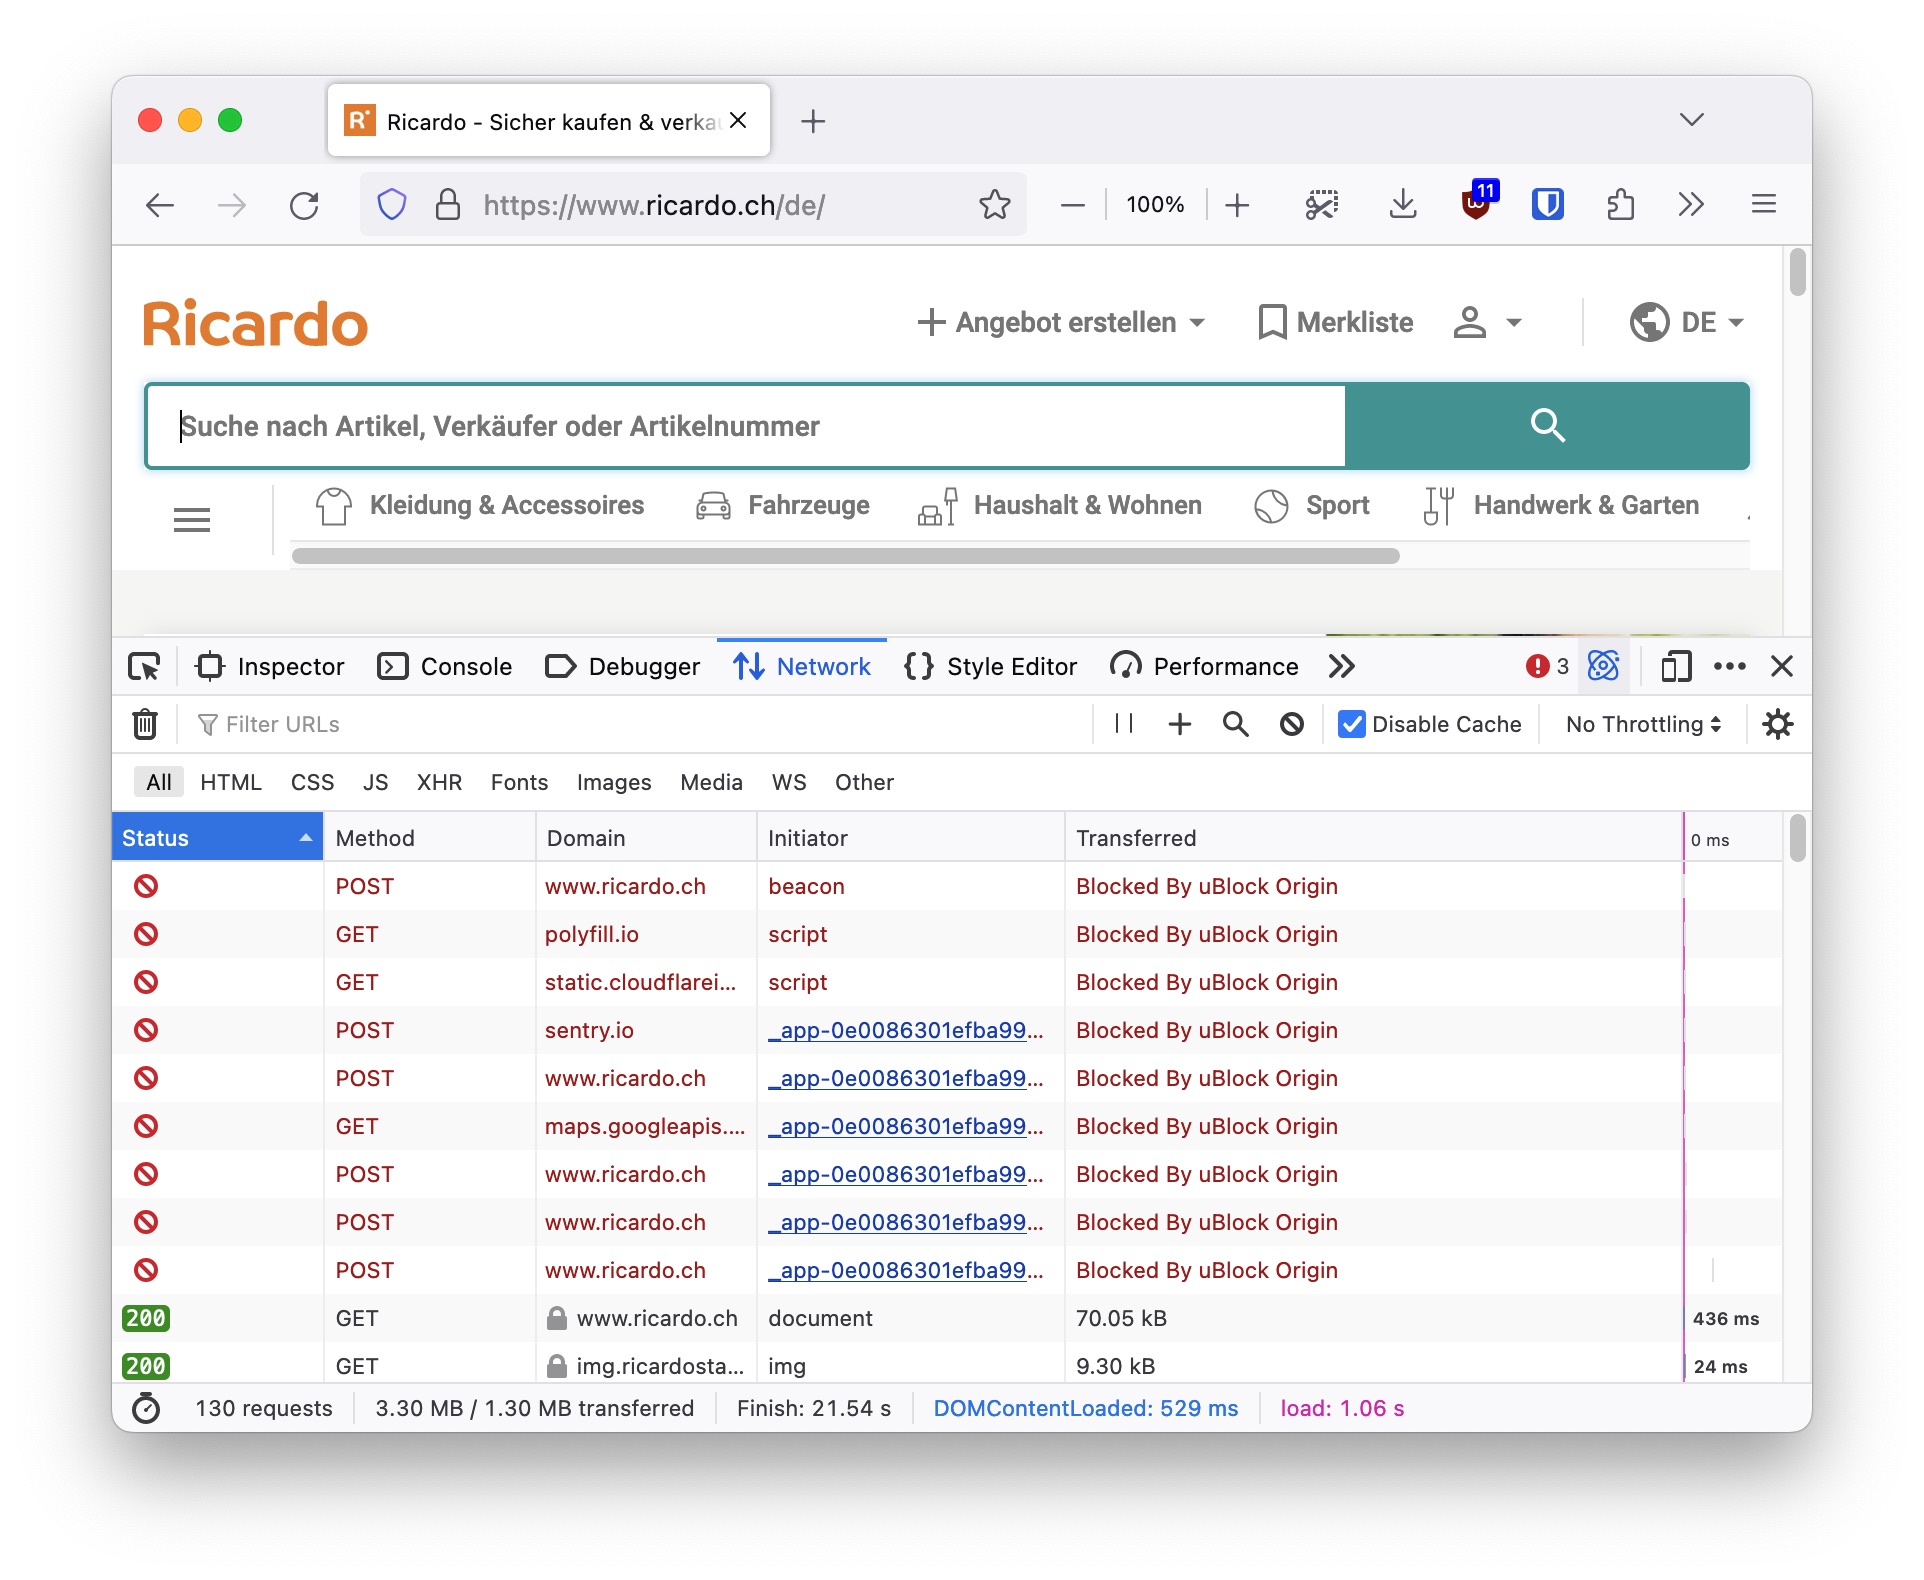 R Ricardo - Sicher kaufen & verkau
https://www.ricardo.ch/de/ 100% 11
Ricardo Angebot erstellen Merkliste DE
Suche nach Artikel, Verkäufer oder Artikelnummer
Kleidung & Accessoires Fahrzeuge Haushalt & Wohnen Sport Handwerk & Garten
Inspector Console Debugger Network Style Editor Performance 3
Filter URLs Disable Cache No Throttling
All HTML CSS JS XHR Fonts Images Media WS Other
Status Method Domain Initiator Transferred 0 ms
POST www.ricardo.ch beacon Blocked By uBlock Origin
GET polyfill.io script Blocked By uBlock Origin
GET static.cloudflarei... script Blocked By uBlock Origin
POST sentry.io _app-0e0086301efba99... Blocked By uBlock Origin
POST www.ricardo.ch _app-0e0086301efba99... Blocked By uBlock Origin
GET maps.googleapis.... _app-0e0086301efba99... Blocked By uBlock Origin
POST www.ricardo.ch _app-0e0086301efba99... Blocked By uBlock Origin
POST www.ricardo.ch _app-0e0086301efba99... Blocked By uBlock Origin
POST www.ricardo.ch _app-0e0086301efba99... Blocked By uBlock Origin
200 GET www.ricardo.ch document 70.05 kB 436 ms
200 GET img.ricardosta... img 9.30 kB 24 ms
130 requests 3.30 MB / 1.30 MB transferred Finish: 21.54 s DOMContentLoaded: 529 ms load: 1.06 s